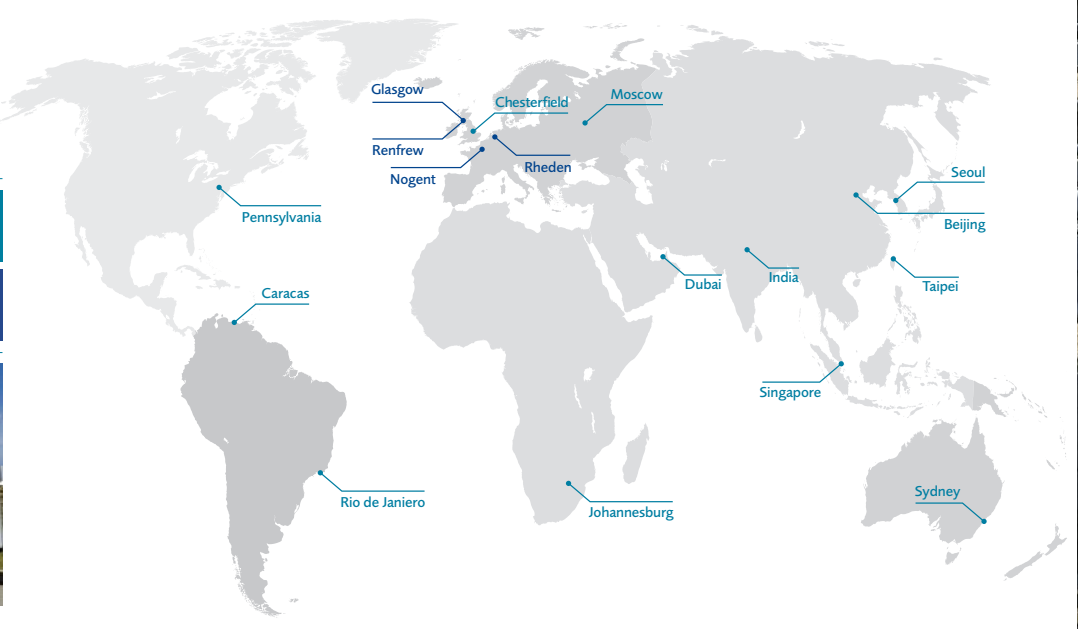 Glasgow
Chesterfield
Moscow
Renfrew
Rheden
Nogent
Seoul
Pennsylvania
Beijing
Dubai
India
Taipei
Caracas
Singapore
Sydney
Rio de Janiero
Johannesburg